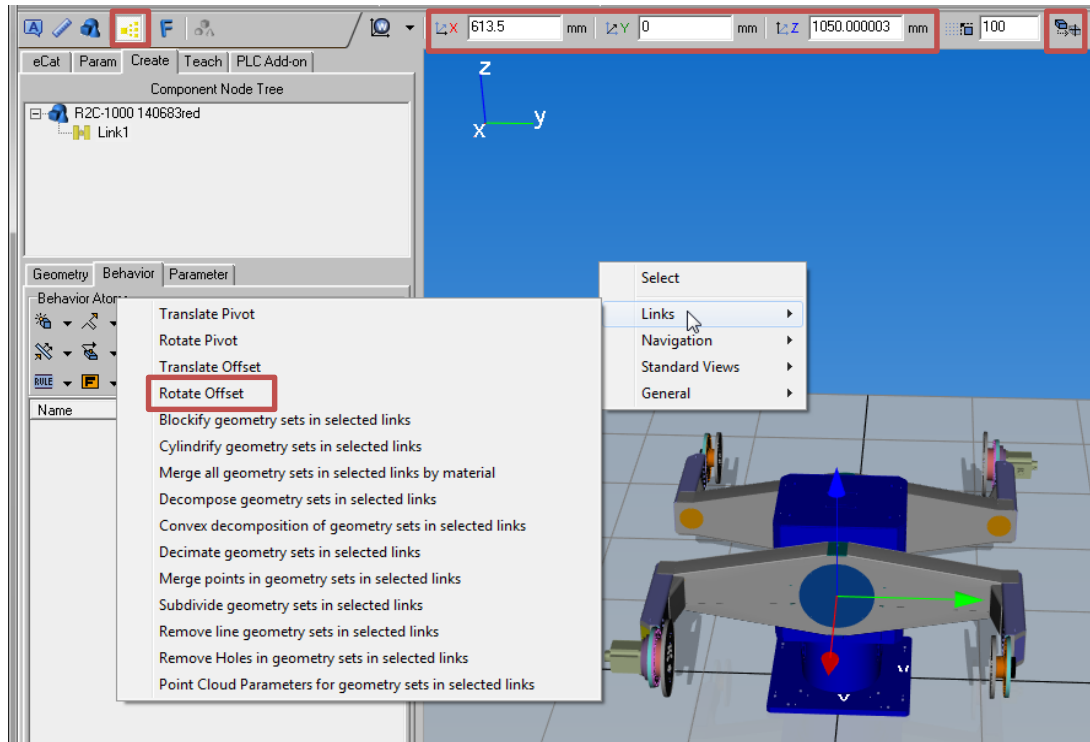 A F X 613.5 mm Y 0 mm Z 1050.000003 mm 100
eCat Param Create Teach PLC Add-on
Component Node Tree
R2C-1000 140683red
Link1
Geometry Behavior Parameter
Behavior Atoms
RULE F
Name
Translate Pivot
Rotate Pivot
Translate Offset
Rotate Offset
Blockify geometry sets in selected links
Cylindrify geometry sets in selected links
Merge all geometry sets in selected links by material
Decompose geometry sets in selected links
Convex decomposition of geometry sets in selected links
Decimate geometry sets in selected links
Merge points in geometry sets in selected links
Subdivide geometry sets in selected links
Remove line geometry sets in selected links
Remove Holes in geometry sets in selected links
Point Cloud Parameters for geometry sets in selected links
z
y
x
Select
Links
Navigation
Standard Views
General